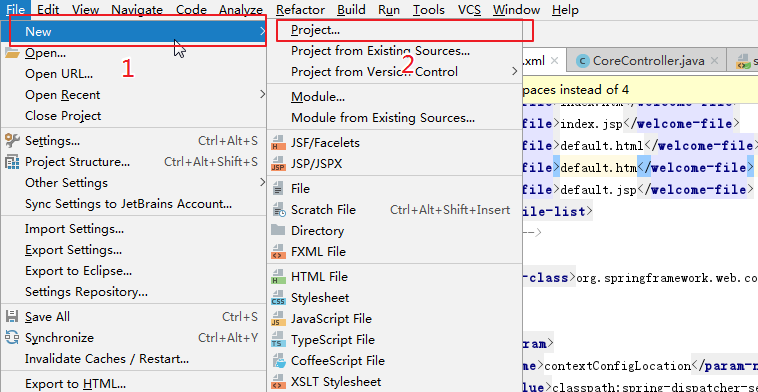 File Edit View Navigate Code Analyze Refactor Build Run Tools VCS Window Help
New
Open...
Open URL...
Open Recent
Close Project
Settings... Ctrl+Alt+S
Project Structure... Ctrl+Alt+Shift+S
Other Settings
Sync Settings to JetBrains Account...
Import Settings...
Export Settings...
Export to Eclipse...
Settings Repository...
Save All Ctrl+S
Synchronize Ctrl+Alt+Y
Invalidate Caches / Restart...
Export to HTML...
1
Project...
Project from Existing Sources...
Project from Version Control
2
Module...
Module from Existing Sources...
JSF/Facelets
JSP/JSPX
File
Scratch File Ctrl+Alt+Shift+Insert
Directory
FXML File
HTML File
Stylesheet
JavaScript File
TypeScript File
CoffeeScript File
XSLT Stylesheet
.xml CoreController.java s
paces instead of 4
index.html</welcome-file>
file>index.jsp</welcome-file>
file>default.html</welcome-file>
file>default.htm</welcome-file>
file>default.jsp</welcome-file>
ile-list>
-->
-class>org.springframework.web.co
ram>
me>contextConfigLocation</param-n
lue>classpath:spring-dispatcher-se